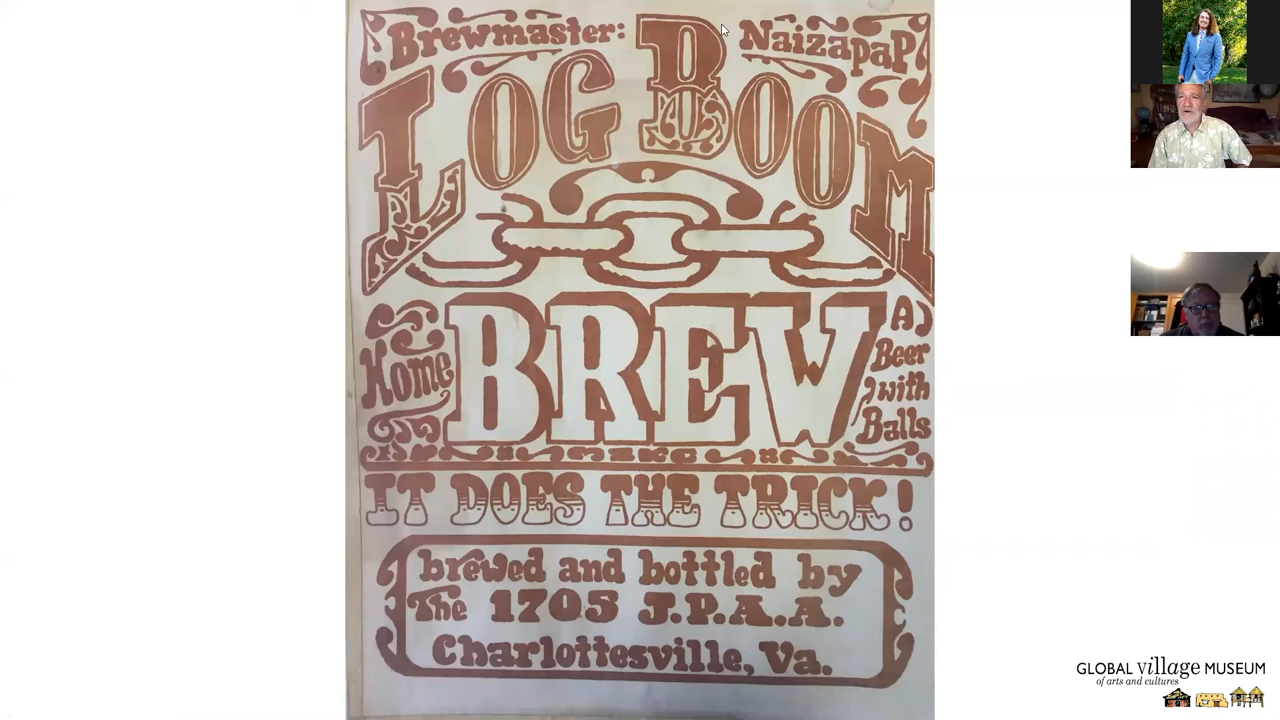 Brewmaster: Naizapap
LOG BOOM
Home BREW A Beer with Balls
IT DOES THE TRICK!
brewed and bottled by
The 1705 J.P.A.A.
Charlottesville, Va.
GLOBAL village MUSEUM
of arts and cultures